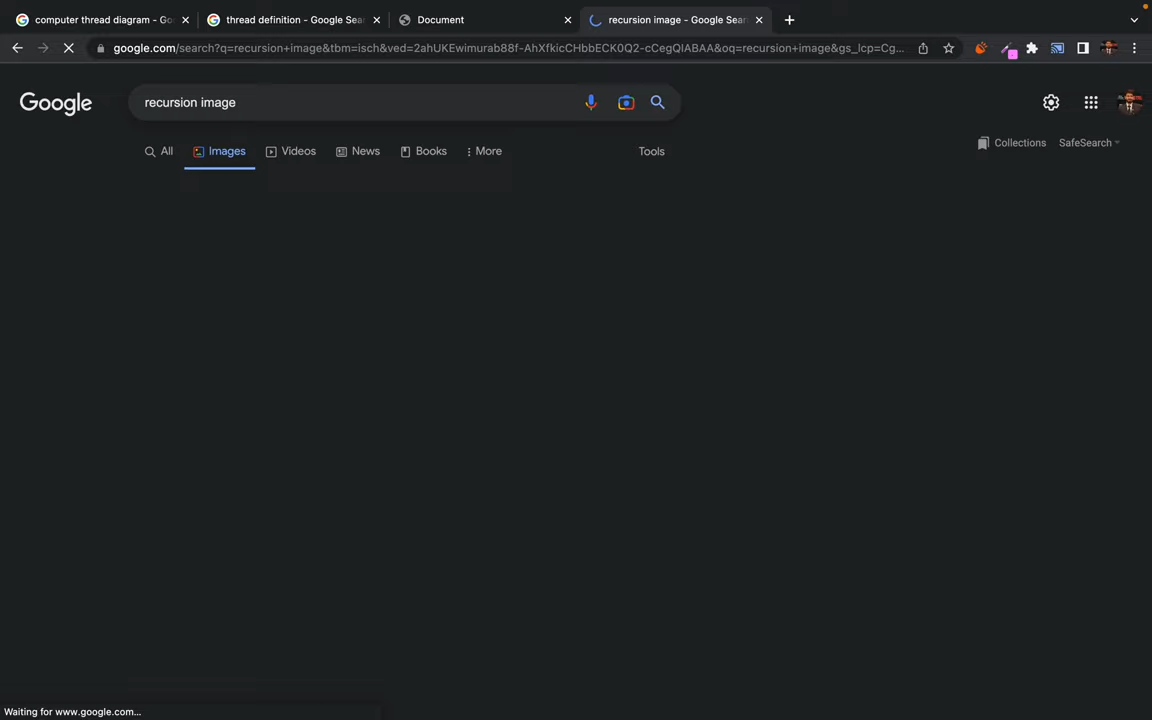 computer thread diagram - Go
thread definition - Google Sea
Document
recursion image - Google Sear
google.com/search?q=recursion+image&tbm=isch&ved=2ahUKEwimurab88f-AhXfkicCHbbECK0Q2-cCegQIABAA&oq=recursion+image&gs_lcp=Cg...
Google
recursion image
All
Images
Videos
News
Books
More
Tools
Collections
SafeSearch
Waiting for www.google.com...